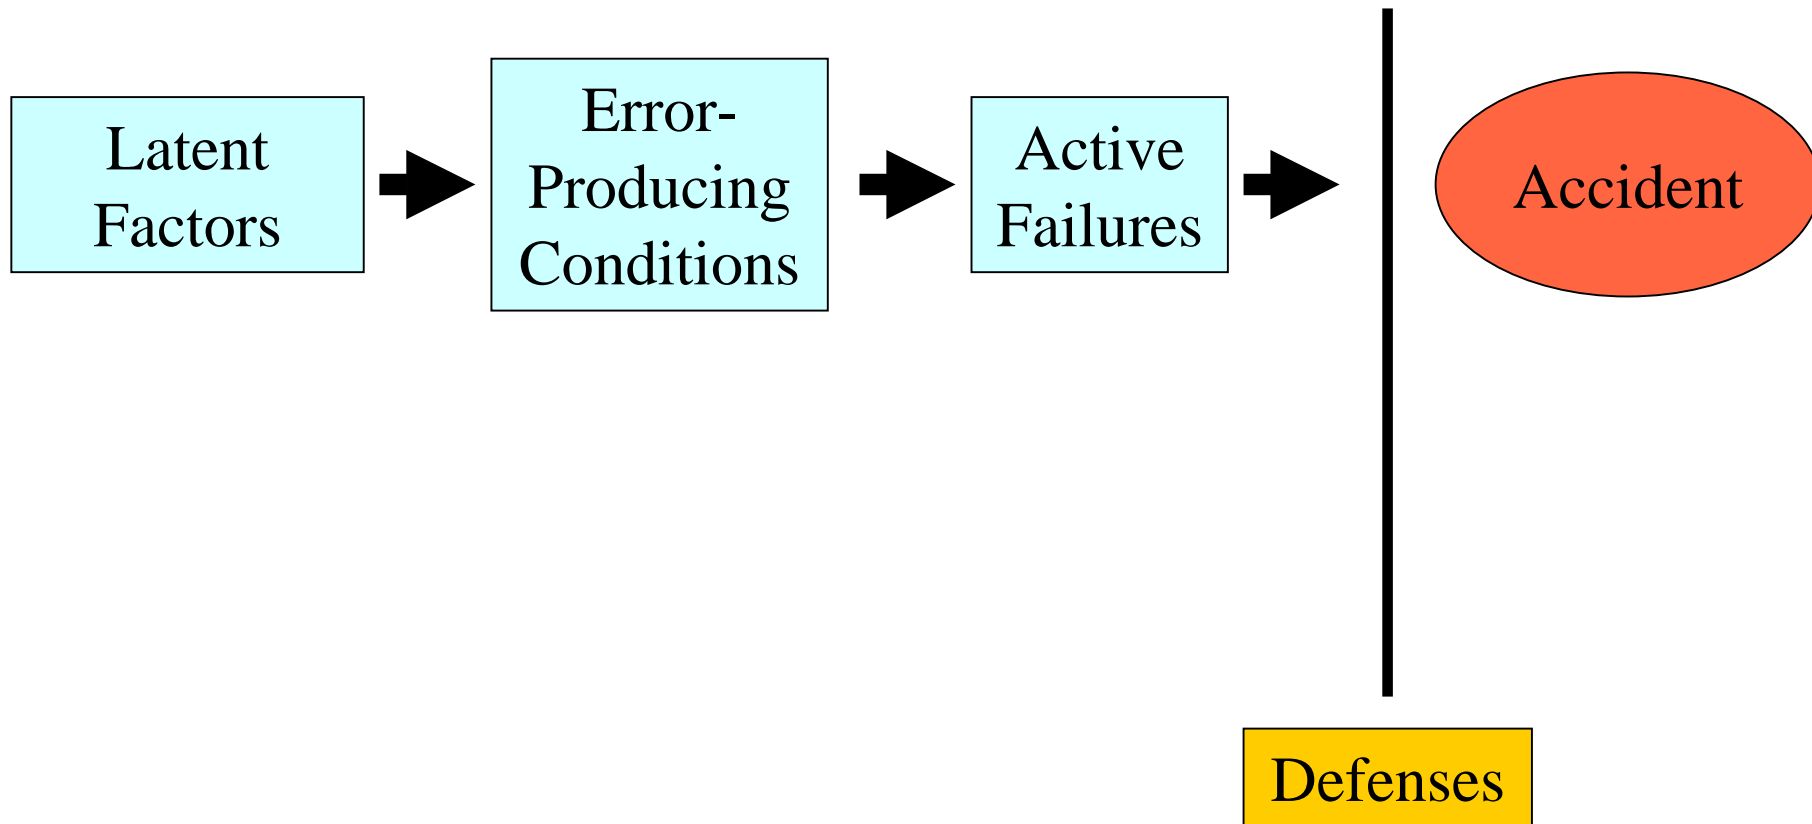 Latent
Factors
Error-
Producing
Conditions
Active
Failures
Accident
Defenses